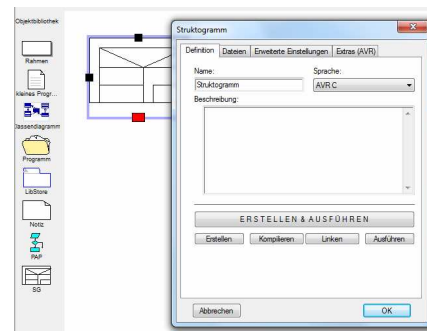 Objektbibliothek
Rahmen
kleines Progr...
lassendiagramm
Programm
LibStore
Notiz
PAP
SG
Struktogramm
Definition Dateien Erweiterte Einstellungen Extras (AVR)
Name: Sprache:
Struktogramm AVR C
Beschreibung:
ERSTELLEN & AUSFÜHREN
Erstellen Kompilieren Linken Ausführen
Abbrechen OK